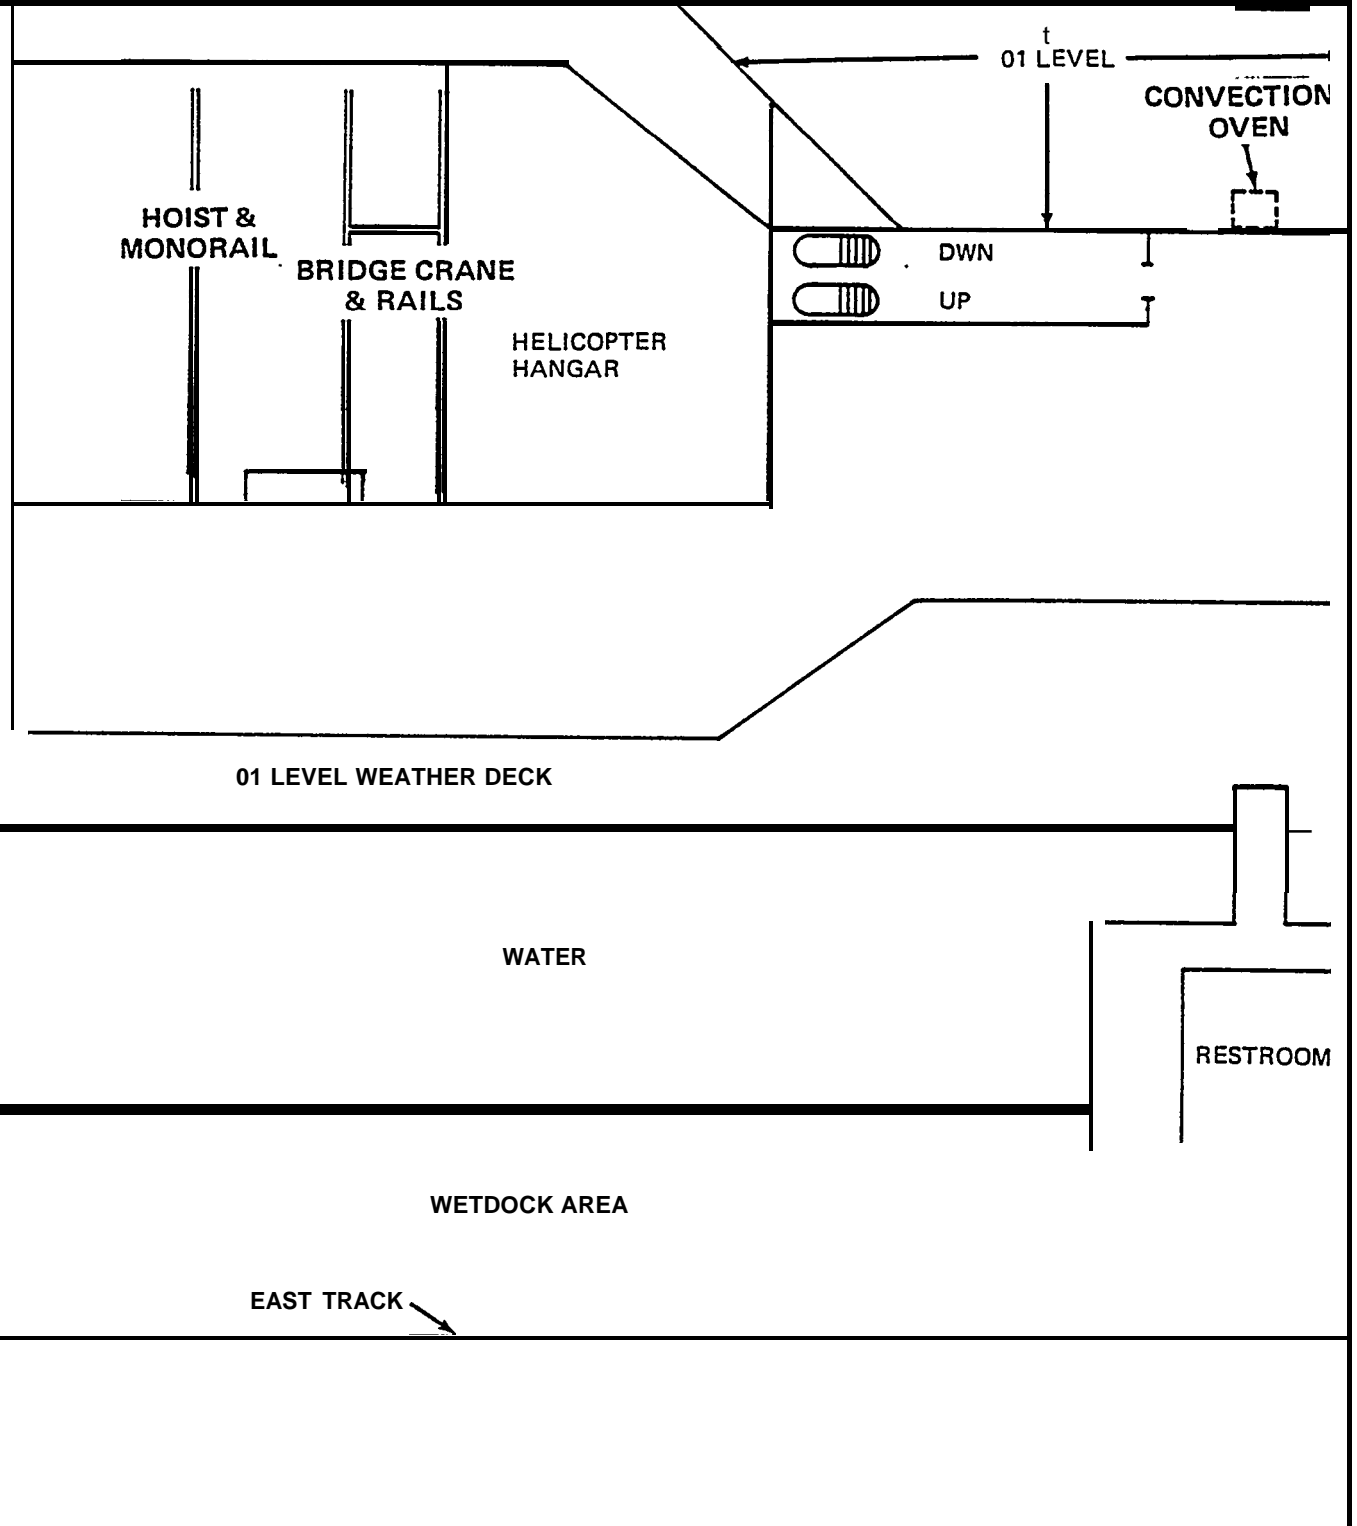 t
01 LEVEL
CONVECTION
OVEN
HOIST &
MONORAIL
BRIDGE CRANE
& RAILS
DWN
UP
HELICOPTER
HANGAR
01 LEVEL WEATHER DECK
WATER
RESTROOM
WETDOCK AREA
EAST TRACK